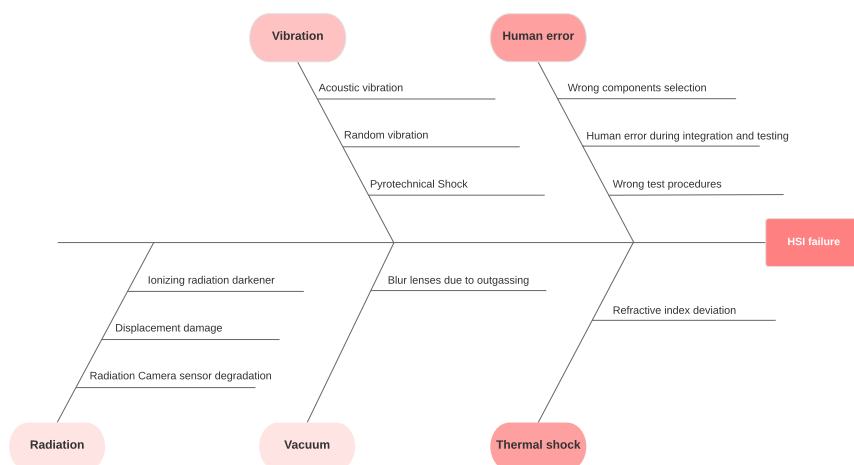 Vibration
Human error
Acoustic vibration
Wrong components selection
Random vibration
Human error during integration and testing
Pyrotechnical Shock
Wrong test procedures
HSI failure
Ionizing radiation darkener
Blur lenses due to outgassing
Refractive index deviation
Displacement damage
Radiation Camera sensor degradation
Radiation
Vacuum
Thermal shock